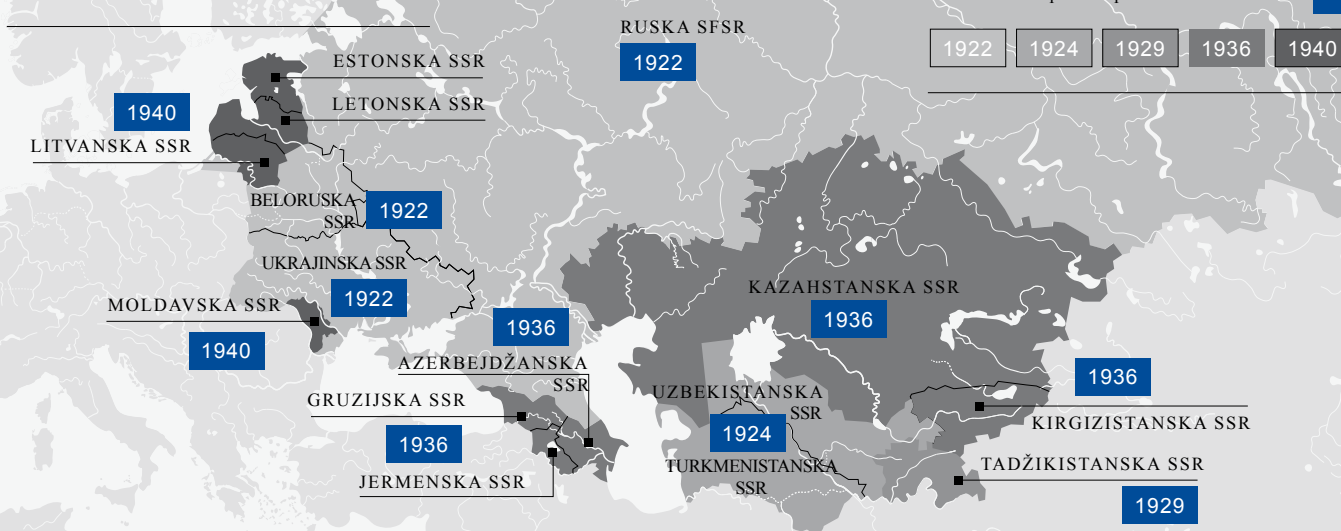 RUSKA SFSR
1922
1922
1924
1929
1936
1940
ESTONSKA SSR
LETONSKA SSR
1940
LITVANSKA SSR
BELORUSKA
SSR
1922
UKRAJINSKA SSR
1922
MOLDAVSKA SSR
1940
1936
AZERBEJDŽANSKA
SSR
GRUZIJSKA SSR
1936
JERMENSKA SSR
KAZAHSTANSKA SSR
1936
UZBEKISTANSKA
SSR
1924
TURKMENISTANSKA
SSR
1936
KIRGIZISTANSKA SSR
TADŽIKISTANSKA SSR
1929